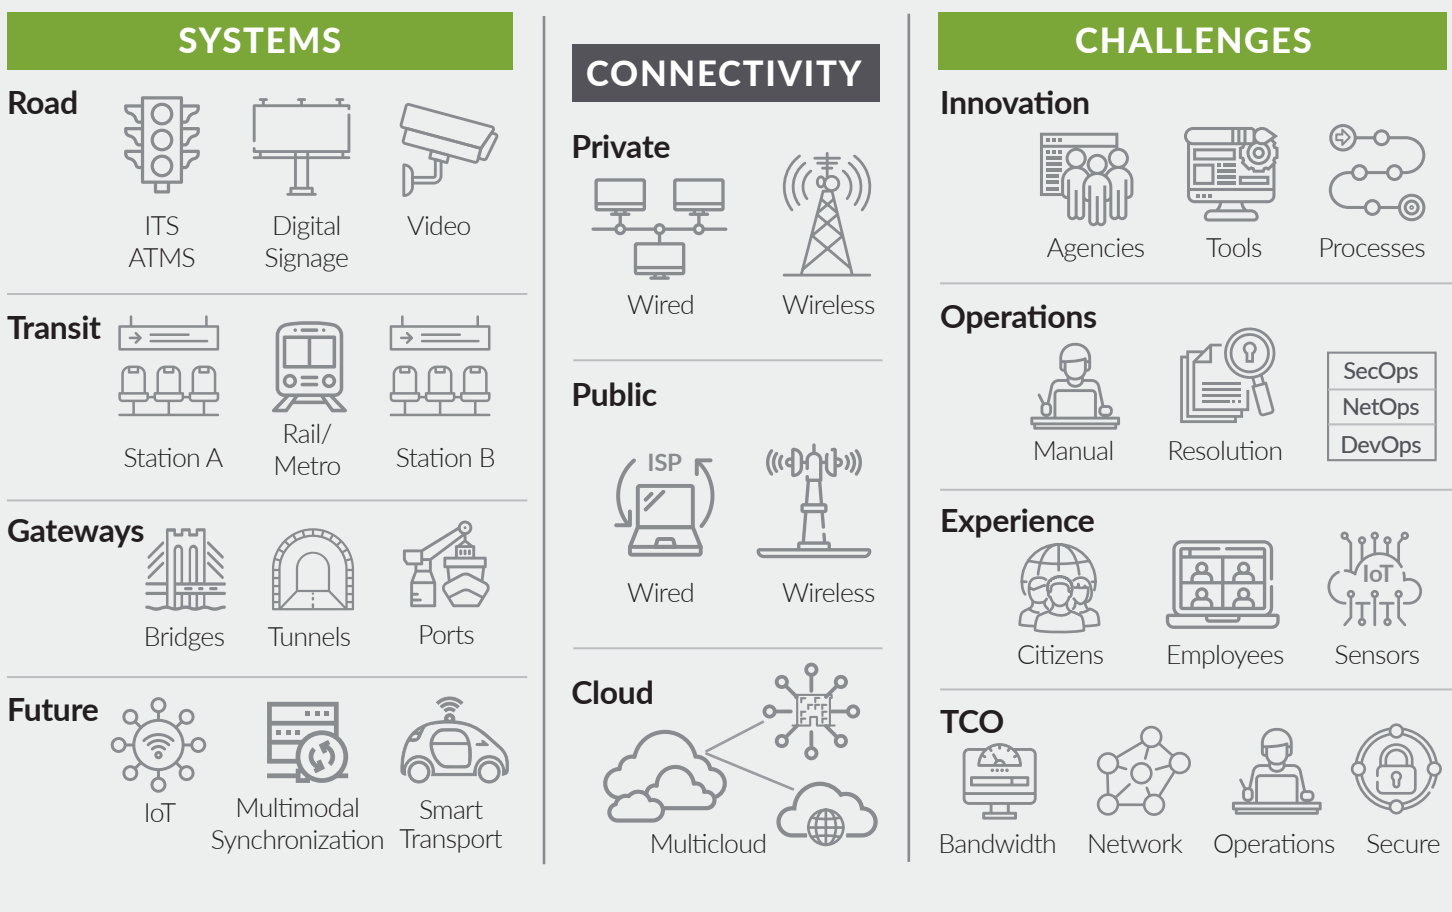 SYSTEMS
Road
ITS
ATMS
Digital
Signage
Video
Transit
Station A
Rail/
Metro
Station B
Gateways
Bridges
Tunnels
Ports
Future
IoT
Multimodal
Synchronization
Smart
Transport
CONNECTIVITY
Private
Wired
Wireless
Public
ISP
Wired
Wireless
Cloud
Multicloud
CHALLENGES
Innovation
Agencies
Tools
Processes
Operations
Manual
Resolution
SecOps
NetOps
DevOps
Experience
Citizens
Employees
IoT
Sensors
TCO
Bandwidth
Network
Operations
Secure